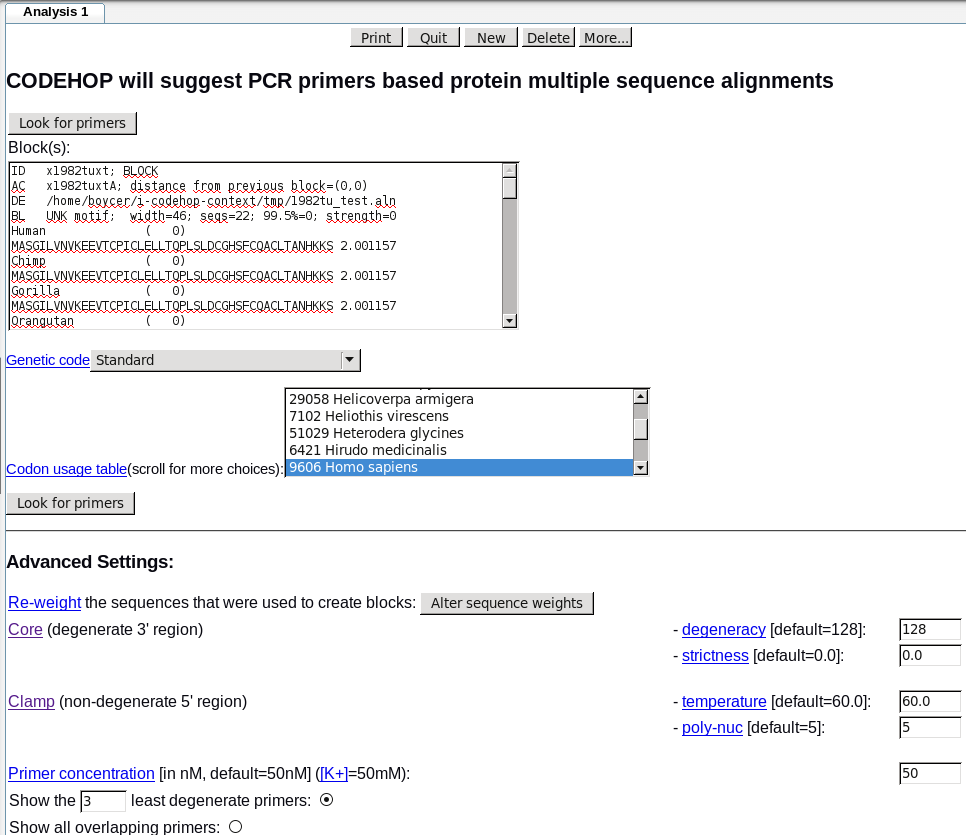 Analysis 1
Print Quit New Delete More...
CODEHOP will suggest PCR primers based protein multiple sequence alignments
Look for primers
Block(s):
ID xl982tuxt; BLOCK
AC xl982tuxtA; distance from previous block=(0,0)
DE /home/boycer/i-codehop-context/tmp/l982tu_test.aln
BL UNK motif; width=46; seqs=22; 99.5%=0; strength=0
Human ( 0)
MASGILVNVKEEVTCPICLELLTQPLSLDCGHSFCQACLTANHKKS 2.001157
Chimp ( 0)
MASGILVNVKEEVTCPICLELLTQPLSLDCGHSFCQACLTANHKKS 2.001157
Gorilla ( 0)
MASGILVNVKEEVTCPICLELLTQPLSLDCGHSFCQACLTANHKKS 2.001157
Orangutan ( 0)
Genetic code Standard
29058 Helicoverpa armigera
7102 Heliothis virescens
51029 Heterodera glycines
6421 Hirudo medicinalis
Codon usage table(scroll for more choices): 9606 Homo sapiens
Look for primers
Advanced Settings:
Re-weight the sequences that were used to create blocks: Alter sequence weights
Core (degenerate 3' region) - degeneracy [default=128]: 128
- strictness [default=0.0]: 0.0
Clamp (non-degenerate 5' region) - temperature [default=60.0]: 60.0
- poly-nuc [default=5]: 5
Primer concentration [in nM, default=50nM] ([K+]=50mM): 50
Show the 3 least degenerate primers:
Show all overlapping primers: